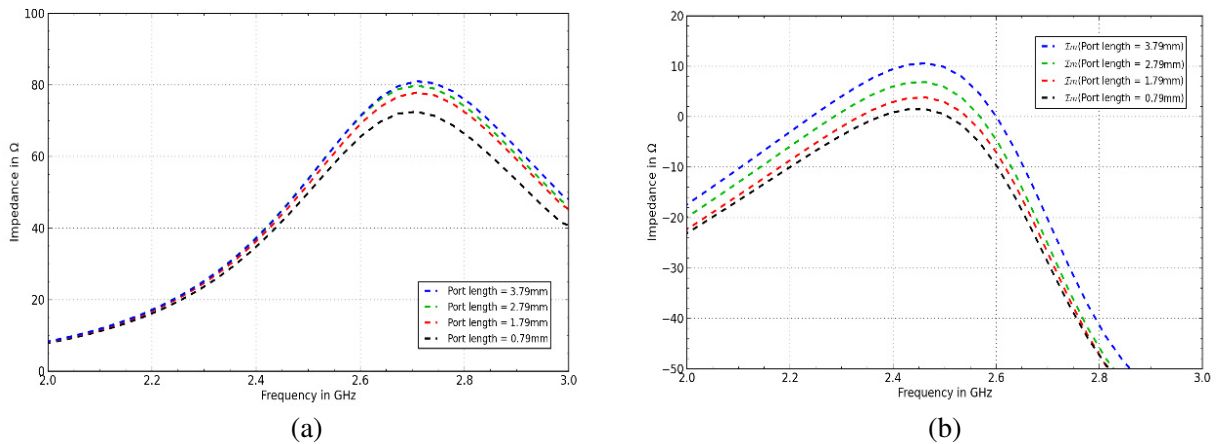 100
80
60
40
20
0
Impedance in Ω
2.0 2.2 2.4 2.6 2.8 3.0
Frequency in GHz
Port length = 3.79mm
Port length = 2.79mm
Port length = 1.79mm
Port length = 0.79mm
(a)
20
10
0
−10
−20
−30
−40
−50
Impedance in Ω
2.0 2.2 2.4 2.6 2.8 3.0
Frequency in GHz
ℐ𝑚(Port length = 3.79mm)
ℐ𝑚(Port length = 2.79mm)
ℐ𝑚(Port length = 1.79mm)
ℐ𝑚(Port length = 0.79mm)
(b)